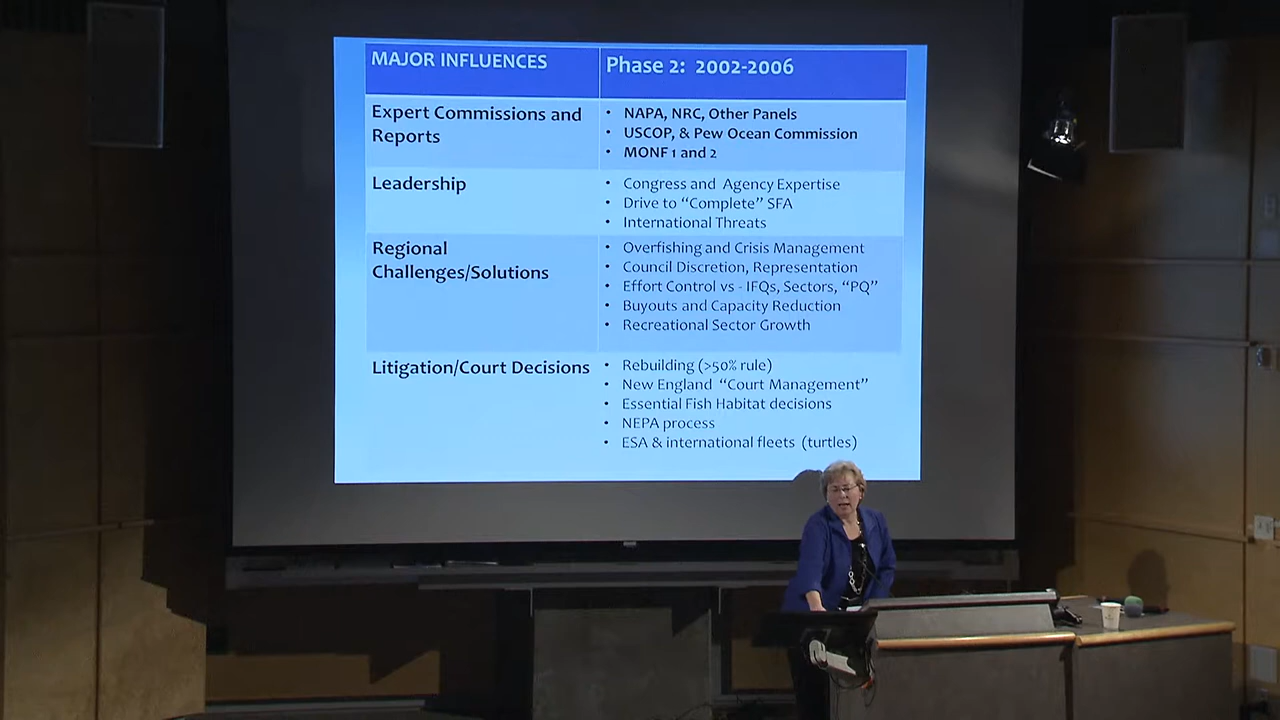 MAJOR INFLUENCES
Phase 2: 2002-2006
Expert Commissions and
Reports
• NAPA, NRC, Other Panels
• USCOP, & Pew Ocean Commission
• MONF 1 and 2
Leadership
• Congress and Agency Expertise
• Drive to “Complete” SFA
• International Threats
Regional
Challenges/Solutions
• Overfishing and Crisis Management
• Council Discretion, Representation
• Effort Control vs - IFQs, Sectors, “PQ”
• Buyouts and Capacity Reduction
• Recreational Sector Growth
Litigation/Court Decisions
• Rebuilding (>50% rule)
• New England “Court Management”
• Essential Fish Habitat decisions
• NEPA process
• ESA & international fleets (turtles)